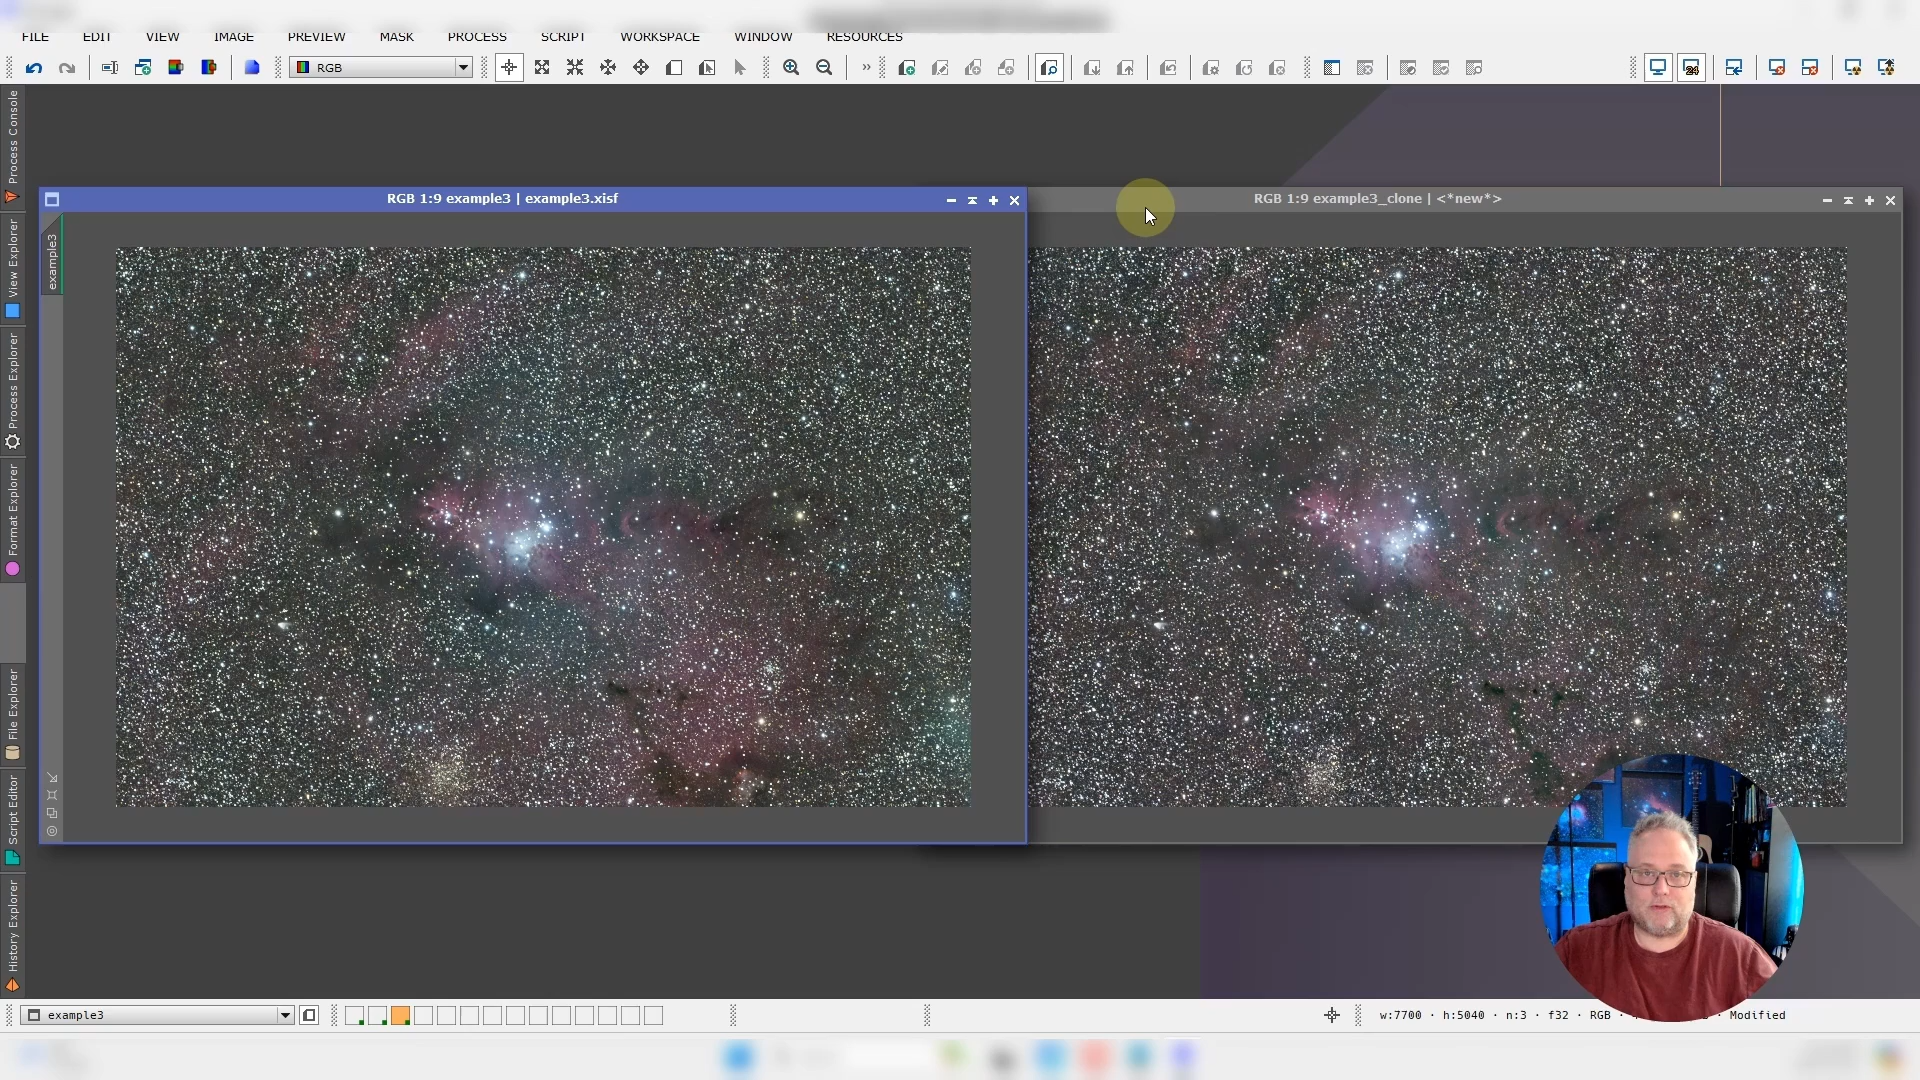 FILE EDIT VIEW IMAGE PREVIEW MASK PROCESS SCRIPT WORKSPACE WINDOW RESOURCES
RGB
24
Process Console
View Explorer
Process Explorer
Format Explorer
File Explorer
Script Editor
History Explorer
RGB 1:9 example3 | example3.xisf
example3
RGB 1:9 example3_clone | <*new*>
example3
w:7700 · h:5040 · n:3 · f32 · RGB · · Modified